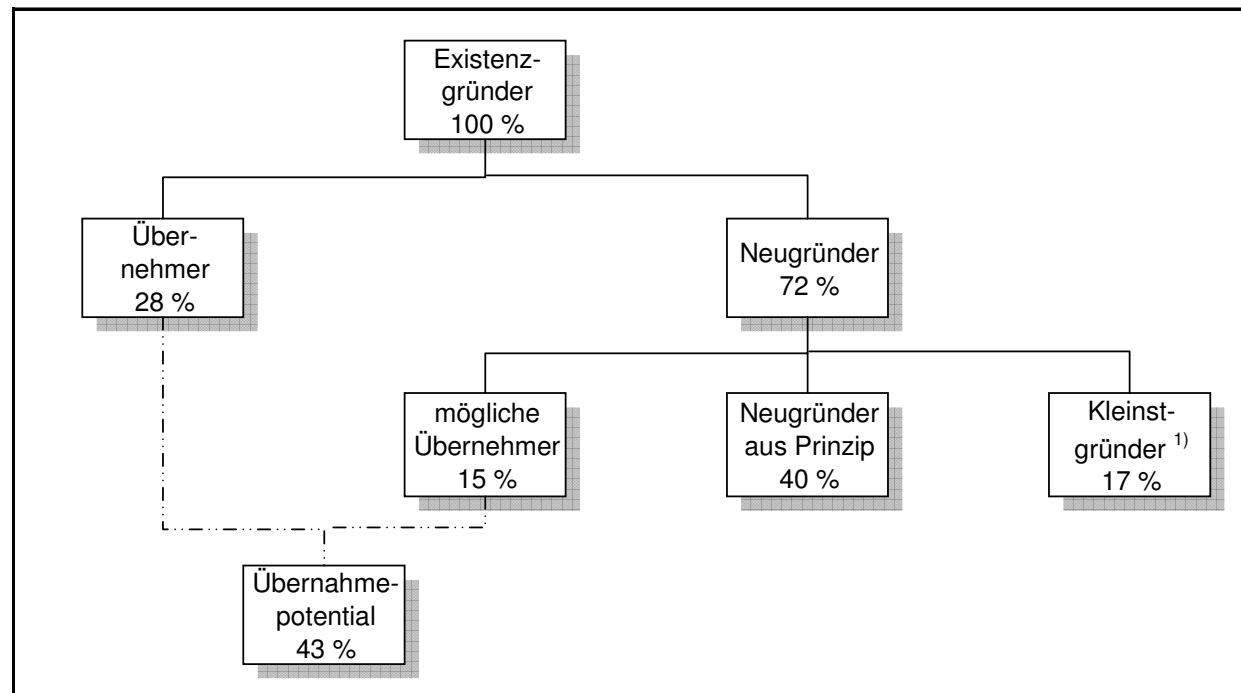 Existenz-
gründer
100 %
Über-
nehmer
28 %
Neugründer
72 %
mögliche
Übernehmer
15 %
Neugründer
aus Prinzip
40 %
Kleinst-
gründer 1)
17 %
Übernahme-
potential
43 %